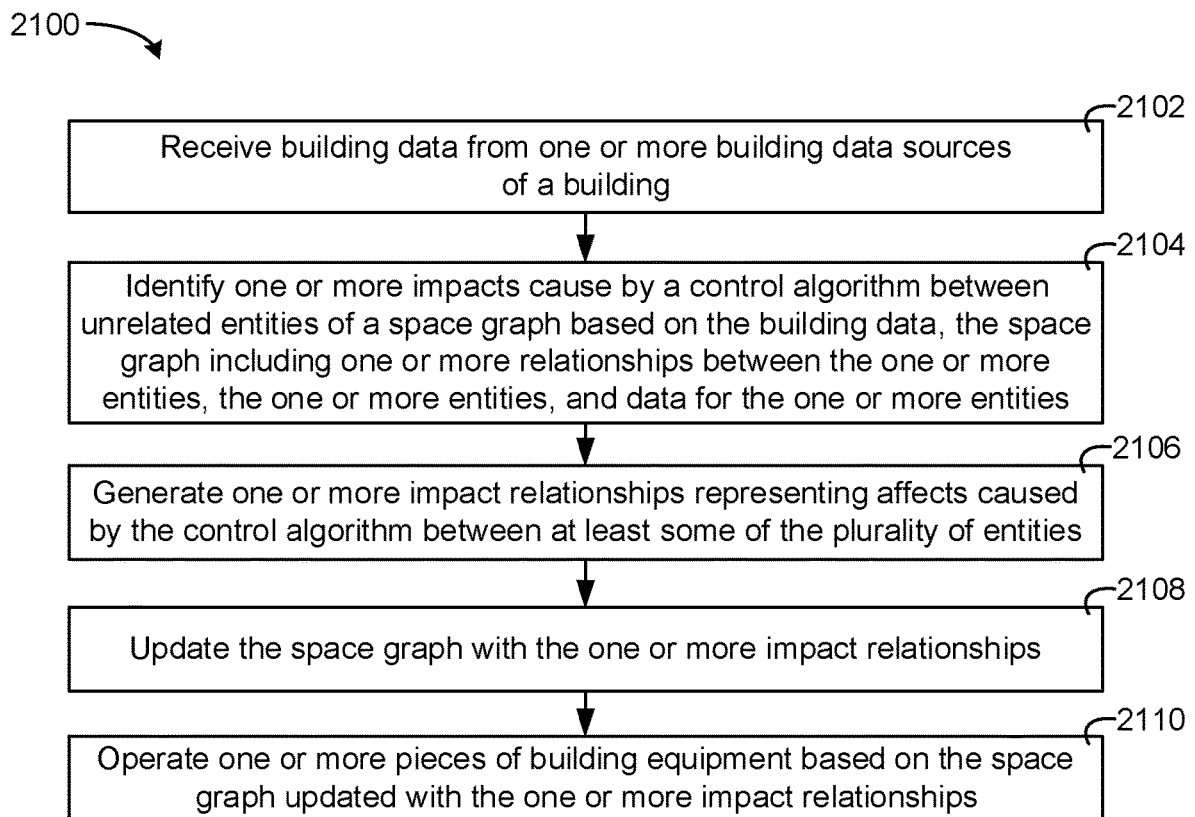 2100
2102
Receive building data from one or more building data sources
of a building
2104
Identify one or more impacts cause by a control algorithm between
unrelated entities of a space graph based on the building data, the space
graph including one or more relationships between the one or more
entities, the one or more entities, and data for the one or more entities
2106
Generate one or more impact relationships representing affects caused
by the control algorithm between at least some of the plurality of entities
2108
Update the space graph with the one or more impact relationships
2110
Operate one or more pieces of building equipment based on the space
graph updated with the one or more impact relationships